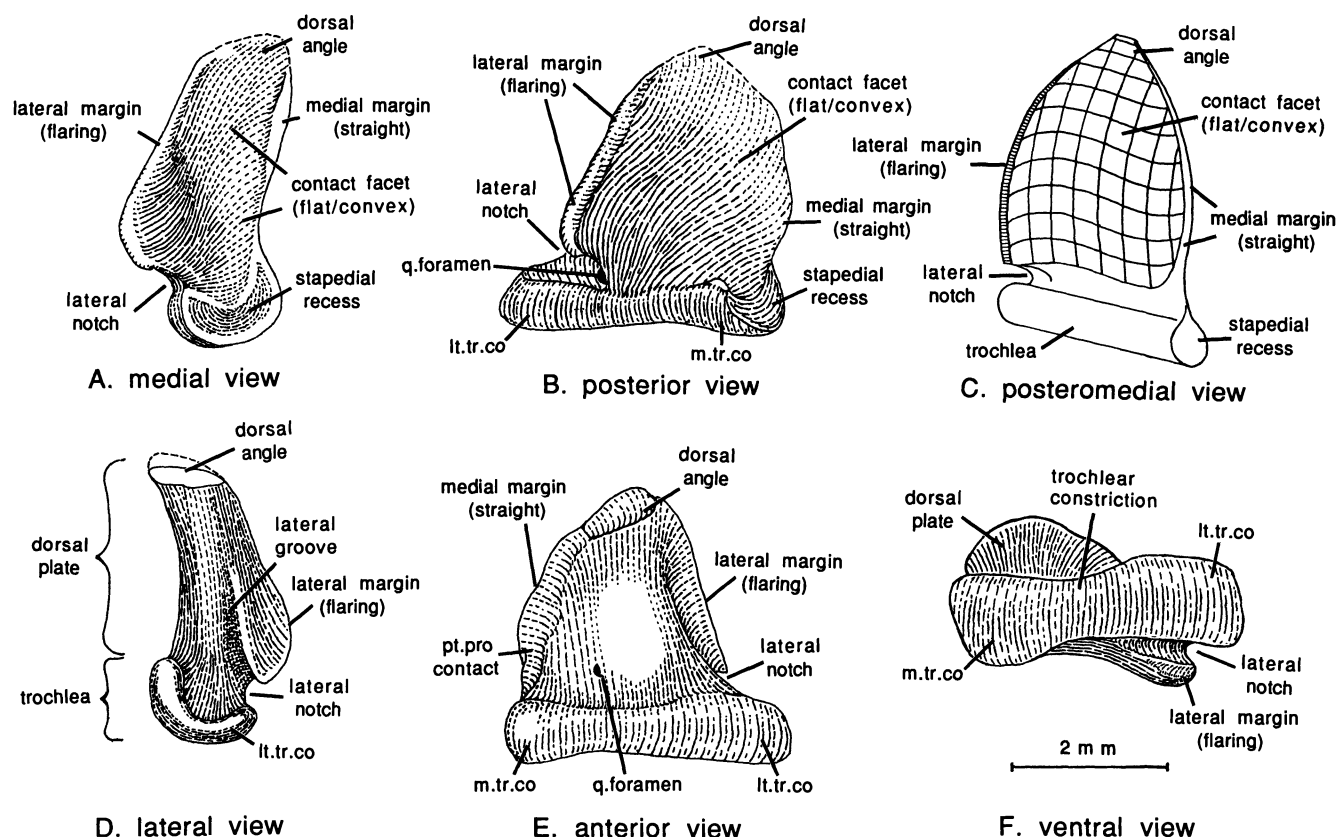 dorsal
angle
lateral margin
(flaring)
medial margin
(straight)
contact facet
(flat/convex)
lateral
notch
stapedial
recess
A. medial view
dorsal
angle
lateral margin
(flaring)
contact facet
(flat/convex)
lateral
notch
medial margin
(straight)
q.foramen
stapedial
recess
lt.tr.co
m.tr.co
B. posterior view
dorsal
angle
contact facet
(flat/convex)
lateral margin
(flaring)
medial margin
(straight)
lateral
notch
trochlea
stapedial
recess
C. posteromedial view
dorsal
angle
lateral
groove
dorsal
plate
lateral margin
(flaring)
trochlea
lateral
notch
lt.tr.co
D. lateral view
dorsal
angle
medial margin
(straight)
lateral margin
(flaring)
pt.pro
contact
lateral
notch
m.tr.co
q.foramen
lt.tr.co
E. anterior view
trochlear
constriction
dorsal
plate
lt.tr.co
m.tr.co
lateral
notch
lateral margin
(flaring)
2 mm
F. ventral view